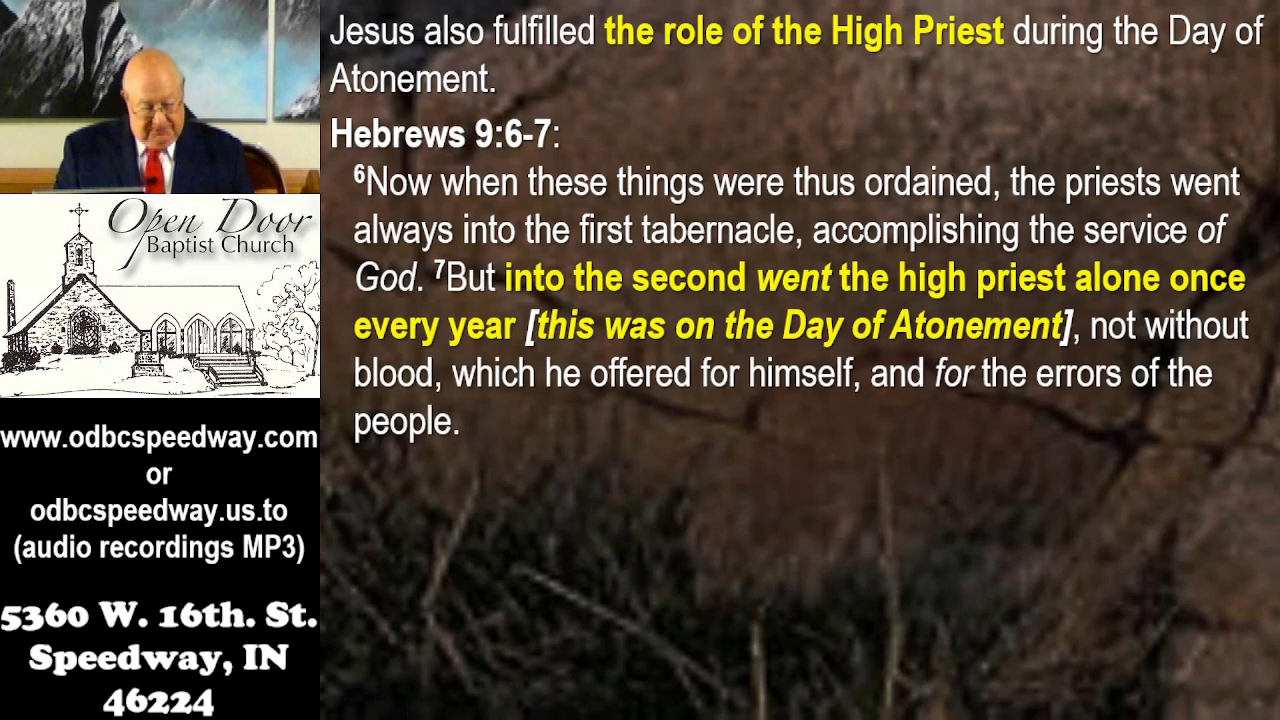 Jesus also fulfilled the role of the High Priest during the Day of
Atonement.
Hebrews 9:6-7:
6Now when these things were thus ordained, the priests went
always into the first tabernacle, accomplishing the service of
God. 7But into the second went the high priest alone once
every year [this was on the Day of Atonement], not without
blood, which he offered for himself, and for the errors of the
people.
Open Door
Baptist Church
www.odbcspeedway.com
or
odbcspeedway.us.to
(audio recordings MP3)
5360 W. 16th. St.
Speedway, IN
46224